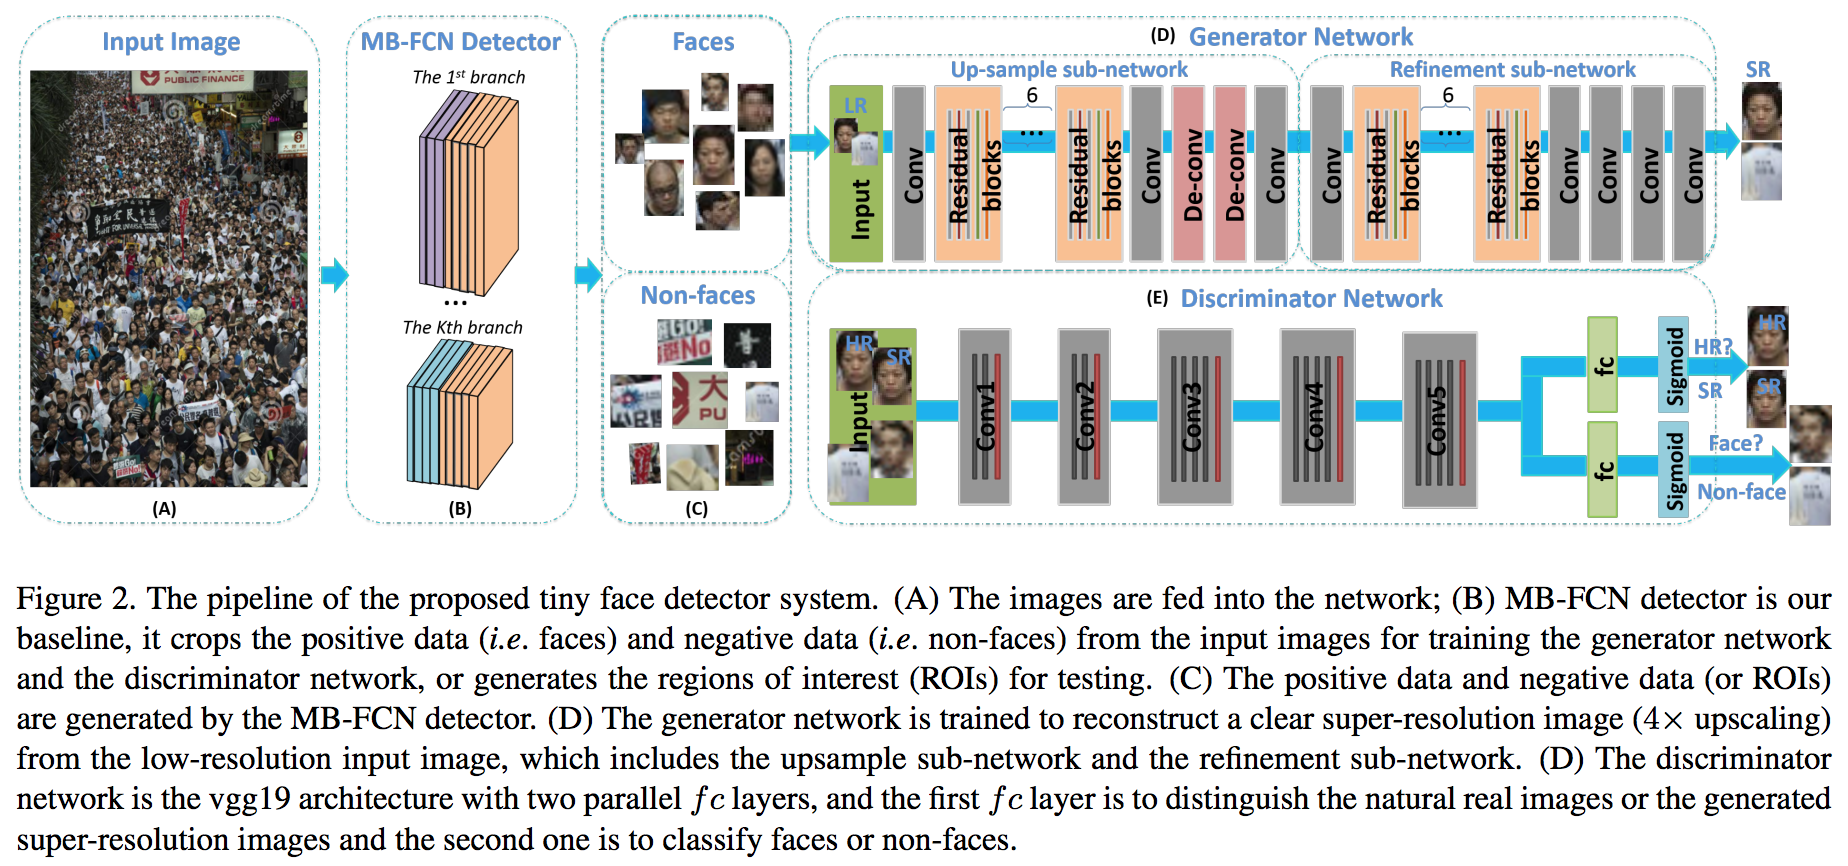 Input Image
MB-FCN Detector
The 1st branch
...
The Kth branch
Faces
Non-faces
(A)
(B)
(C)
PUBLIC FINANCE
(D) Generator Network
Up-sample sub-network
Refinement sub-network
SR
LR
Input
Conv
Residual blocks
6
...
Residual blocks
Conv
De-conv
De-conv
Conv
Conv
Residual blocks
6
...
Residual blocks
Conv
Conv
Conv
Conv
(E) Discriminator Network
HR
SR
Input
Conv1
Conv2
Conv3
Conv4
Conv5
fc
Sigmoid
HR?
SR
HR
SR
fc
Sigmoid
Face?
Non-face
Figure 2. The pipeline of the proposed tiny face detector system. (A) The images are fed into the network; (B) MB-FCN detector is our
baseline, it crops the positive data (i.e. faces) and negative data (i.e. non-faces) from the input images for training the generator network
and the discriminator network, or generates the regions of interest (ROIs) for testing. (C) The positive data and negative data (or ROIs)
are generated by the MB-FCN detector. (D) The generator network is trained to reconstruct a clear super-resolution image (4× upscaling)
from the low-resolution input image, which includes the upsample sub-network and the refinement sub-network. (D) The discriminator
network is the vgg19 architecture with two parallel fc layers, and the first fc layer is to distinguish the natural real images or the generated
super-resolution images and the second one is to classify faces or non-faces.